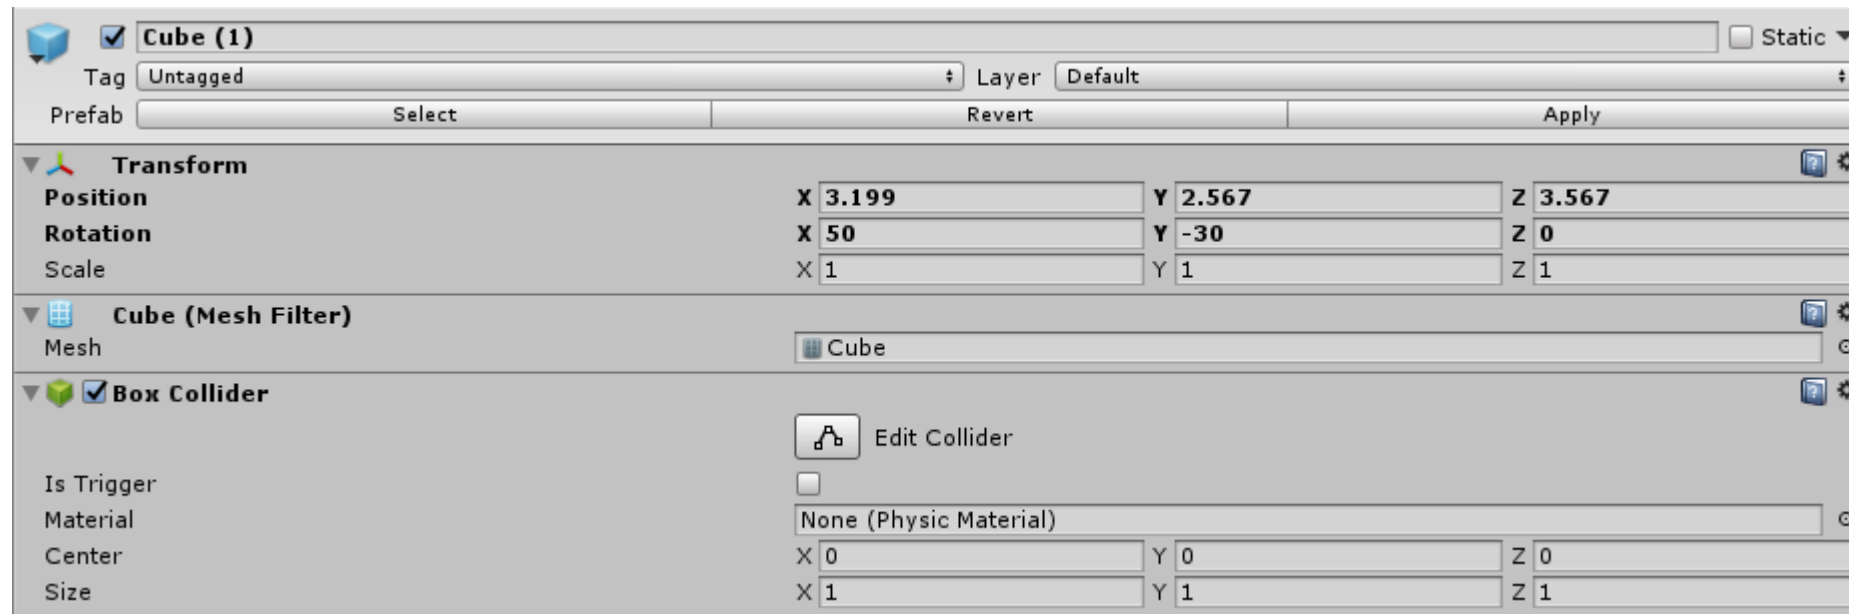 Cube (1) Static
Tag Untagged Layer Default
Prefab Select Revert Apply
Transform
Position X 3.199 Y 2.567 Z 3.567
Rotation X 50 Y -30 Z 0
Scale X 1 Y 1 Z 1
Cube (Mesh Filter)
Mesh Cube
Box Collider
Edit Collider
Is Trigger
Material None (Physic Material)
Center X 0 Y 0 Z 0
Size X 1 Y 1 Z 1